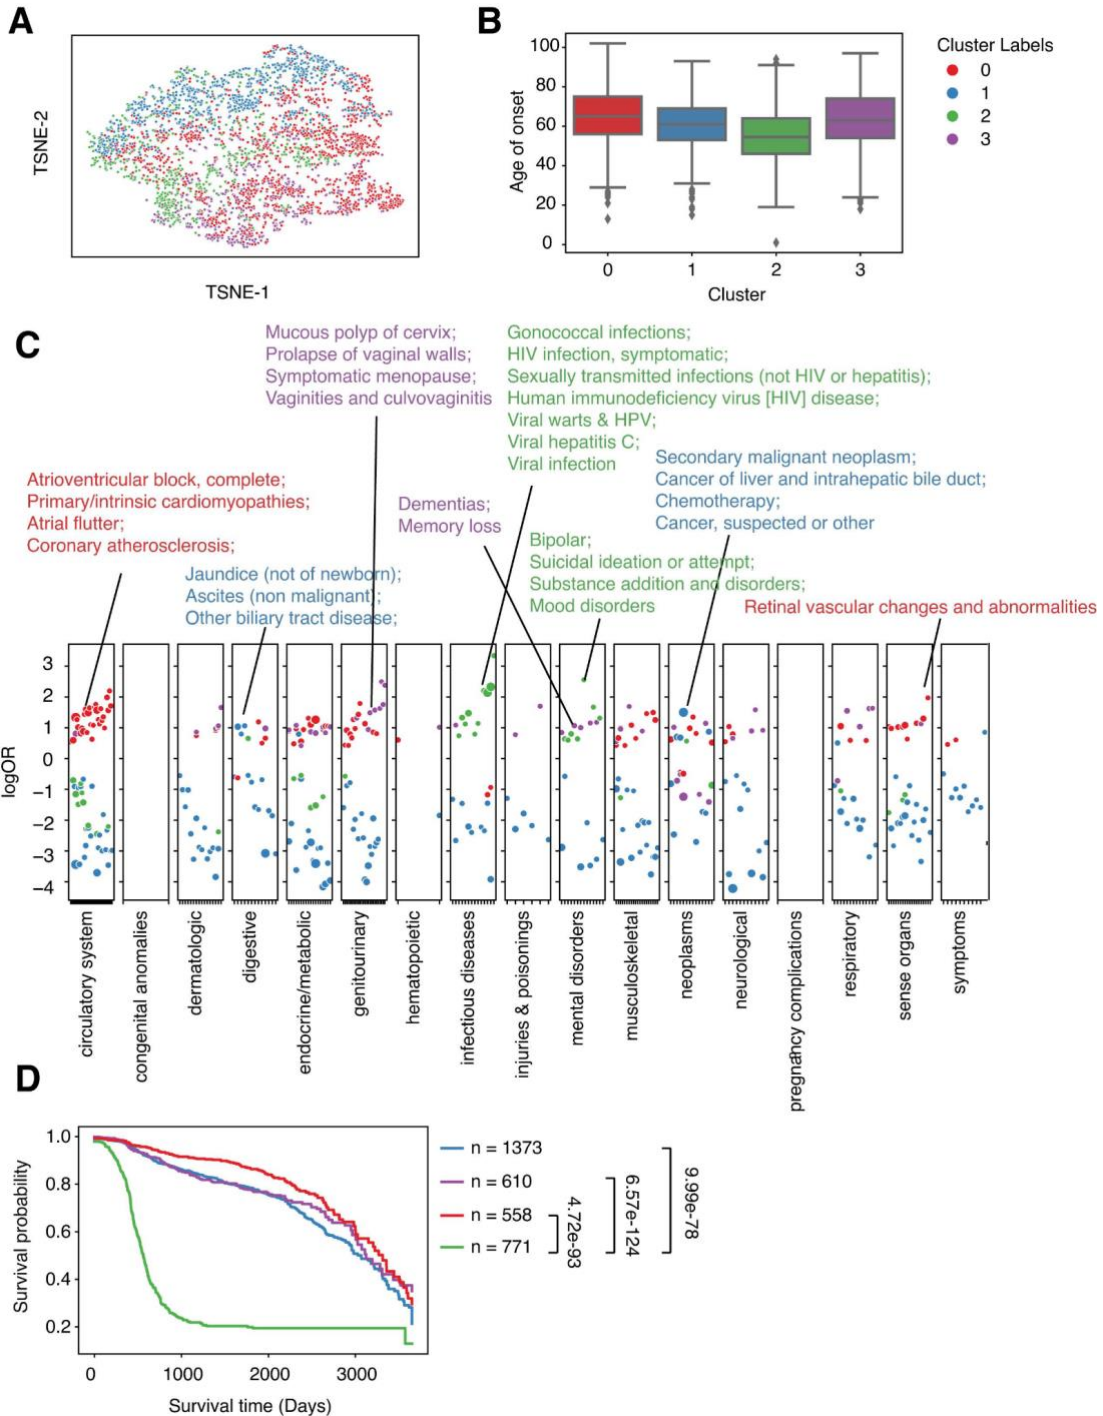 A
TSNE-2
TSNE-1
B
Age of onset
100
80
60
40
20
0
0 1 2 3
Cluster
Cluster Labels
0
1
2
3
C
Mucous polyp of cervix;
Prolapse of vaginal walls;
Symptomatic menopause;
Vaginities and culvovaginitis
Gonococcal infections;
HIV infection, symptomatic;
Sexually transmitted infections (not HIV or hepatitis);
Human immunodeficiency virus [HIV] disease;
Viral warts & HPV;
Viral hepatitis C;
Viral infection
Secondary malignant neoplasm;
Cancer of liver and intrahepatic bile duct;
Chemotherapy;
Cancer, suspected or other
Atrioventricular block, complete;
Primary/intrinsic cardiomyopathies;
Atrial flutter;
Coronary atherosclerosis;
Dementias;
Memory loss
Bipolar;
Suicidal ideation or attempt;
Substance addition and disorders;
Mood disorders
Jaundice (not of newborn);
Ascites (non malignant);
Other biliary tract disease;
Retinal vascular changes and abnormalities
logOR
3
2
1
0
−1
−2
−3
−4
circulatory system
congenital anomalies
dermatologic
digestive
endocrine/metabolic
genitourinary
hematopoietic
infectious diseases
injuries & poisonings
mental disorders
musculoskeletal
neoplasms
neurological
pregnancy complications
respiratory
sense organs
symptoms
D
Survival probability
1.0
0.8
0.6
0.4
0.2
0 1000 2000 3000
Survival time (Days)
n = 1373
n = 610
n = 558
n = 771
4.72e-93
6.57e-124
9.99e-78